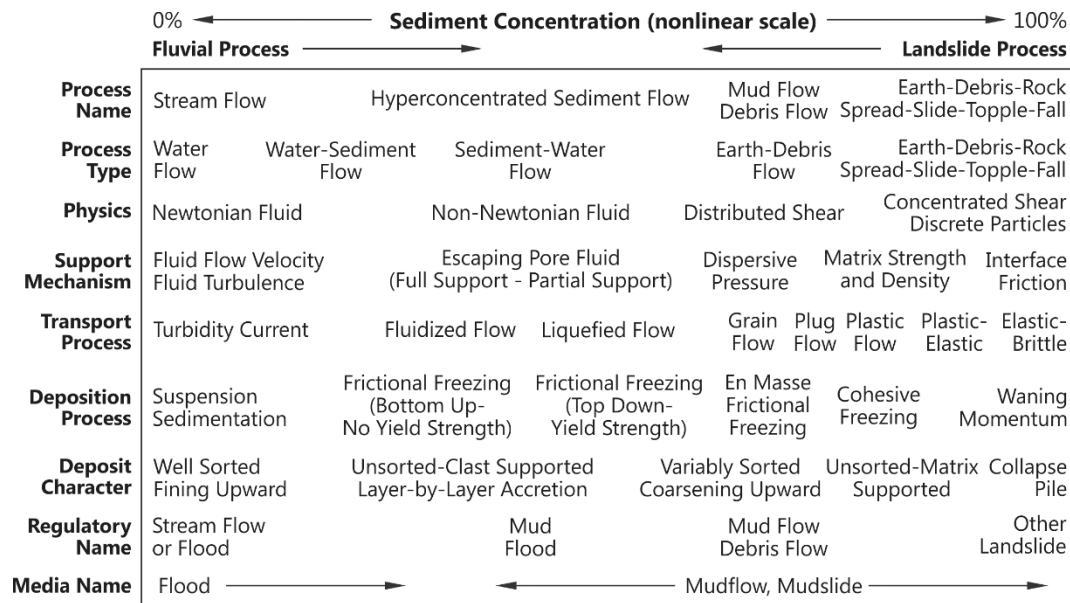 0% Sediment Concentration (nonlinear scale) 100%
Fluvial Process Landslide Process
Process Name
Stream Flow
Hyperconcentrated Sediment Flow
Mud Flow
Debris Flow
Earth-Debris-Rock
Spread-Slide-Topple-Fall
Process Type
Water
Flow
Water-Sediment
Flow
Sediment-Water
Flow
Earth-Debris
Flow
Earth-Debris-Rock
Spread-Slide-Topple-Fall
Physics
Newtonian Fluid
Non-Newtonian Fluid
Distributed Shear
Concentrated Shear
Discrete Particles
Support
Mechanism
Fluid Flow Velocity
Fluid Turbulence
Escaping Pore Fluid
(Full Support - Partial Support)
Dispersive
Pressure
Matrix Strength
and Density
Interface
Friction
Transport
Process
Turbidity Current
Fluidized Flow
Liquefied Flow
Grain
Flow
Plug
Flow
Plastic
Flow
Plastic-
Elastic
Elastic-
Brittle
Deposition
Process
Suspension
Sedimentation
Frictional Freezing
(Bottom Up-
No Yield Strength)
Frictional Freezing
(Top Down-
Yield Strength)
En Masse
Frictional
Freezing
Cohesive
Freezing
Waning
Momentum
Deposit
Character
Well Sorted
Fining Upward
Unsorted-Clast Supported
Layer-by-Layer Accretion
Variably Sorted
Coarsening Upward
Unsorted-Matrix
Supported
Collapse
Pile
Regulatory
Name
Stream Flow
or Flood
Mud
Flood
Mud Flow
Debris Flow
Other
Landslide
Media Name
Flood
Mudflow, Mudslide